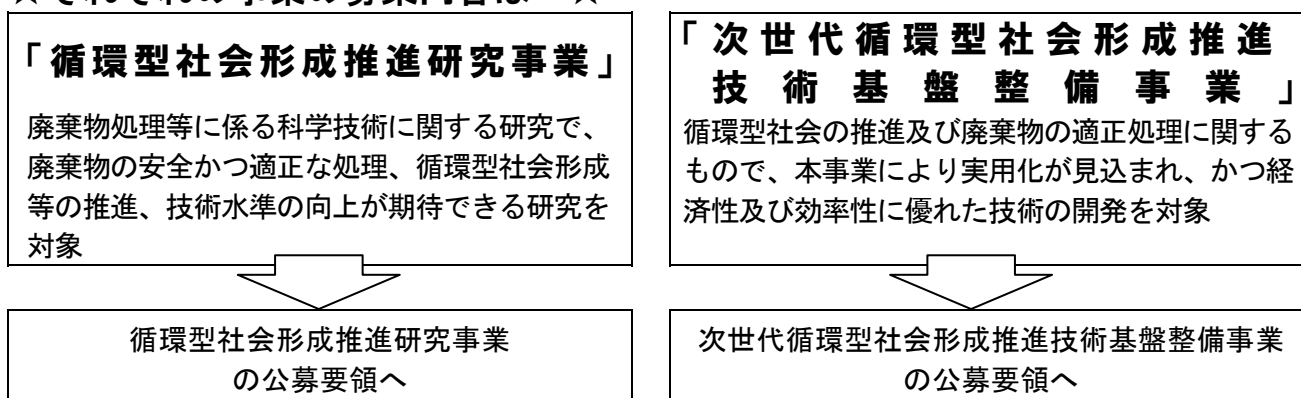 「循環型社会形成推進研究事業」
廃棄物処理等に係る科学技術に関する研究で、
廃棄物の安全かつ適正な処理、循環型社会形成
等の推進、技術水準の向上が期待できる研究を
対象
循環型社会形成推進研究事業
の公募要領へ
「次世代循環型社会形成推進
技術基盤整備事業」
循環型社会の推進及び廃棄物の適正処理に関する
もので、本事業により実用化が見込まれ、かつ経
済性及び効率性に優れた技術の開発を対象
次世代循環型社会形成推進技術基盤整備事業
の公募要領へ